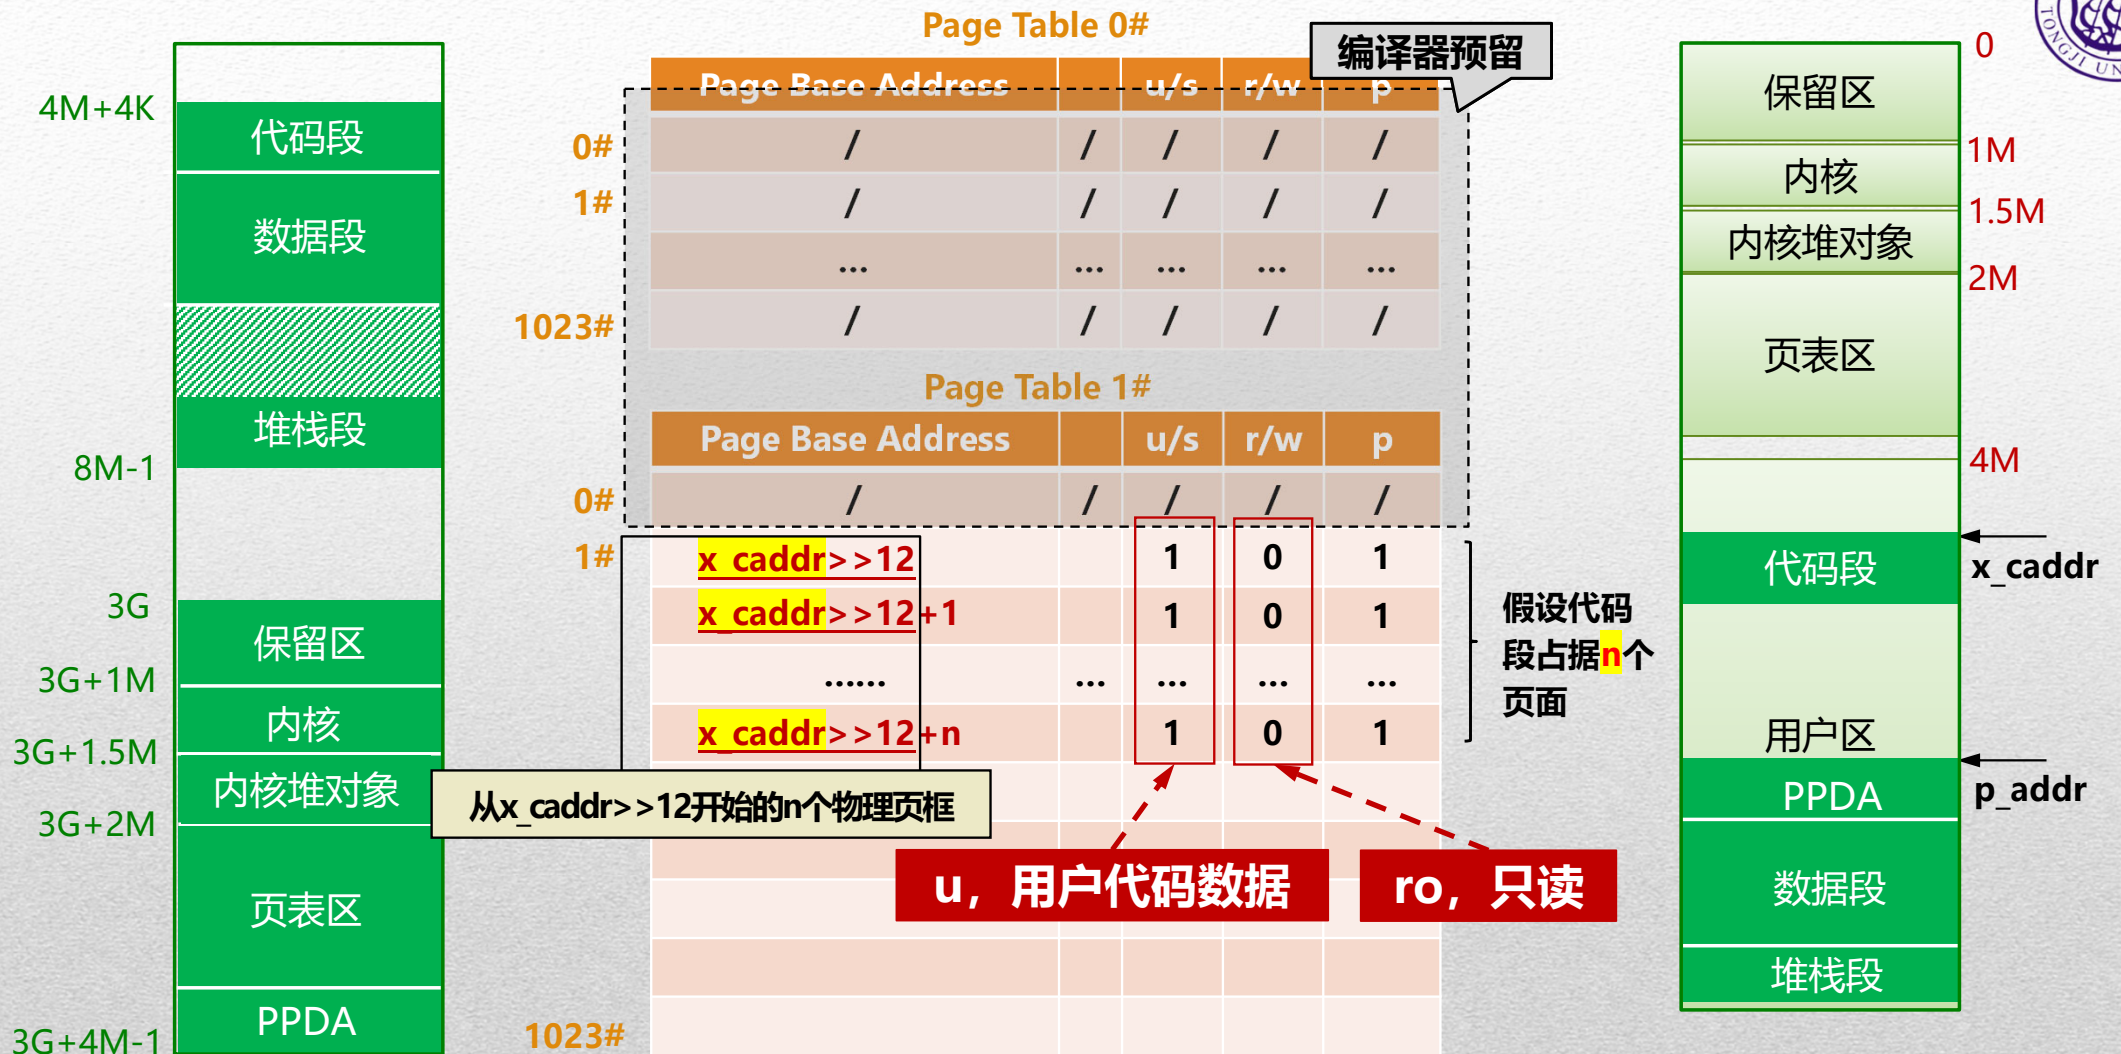 4M+4K
代码段
数据段
堆栈段
8M-1
3G
保留区
3G+1M
内核
3G+1.5M
内核堆对象
3G+2M
页表区
PPDA
3G+4M-1
Page Table 0#
编译器预留
Page Base Address u/s r/w p
0# / / / / /
1# / / / / /
... ... ... ... ...
1023# / / / / /
Page Table 1#
Page Base Address u/s r/w p
0# / / / / /
1# x_caddr>>12 1 0 1
x_caddr>>12+1 1 0 1
...... ... ... ... ...
x_caddr>>12+n 1 0 1
假设代码
段占据n个
页面
从x_caddr>>12开始的n个物理页框
u，用户代码数据
ro，只读
1023#
0
保留区
1M
内核
1.5M
内核堆对象
2M
页表区
4M
代码段
x_caddr
用户区
p_addr
PPDA
数据段
堆栈段
TONGJI UN